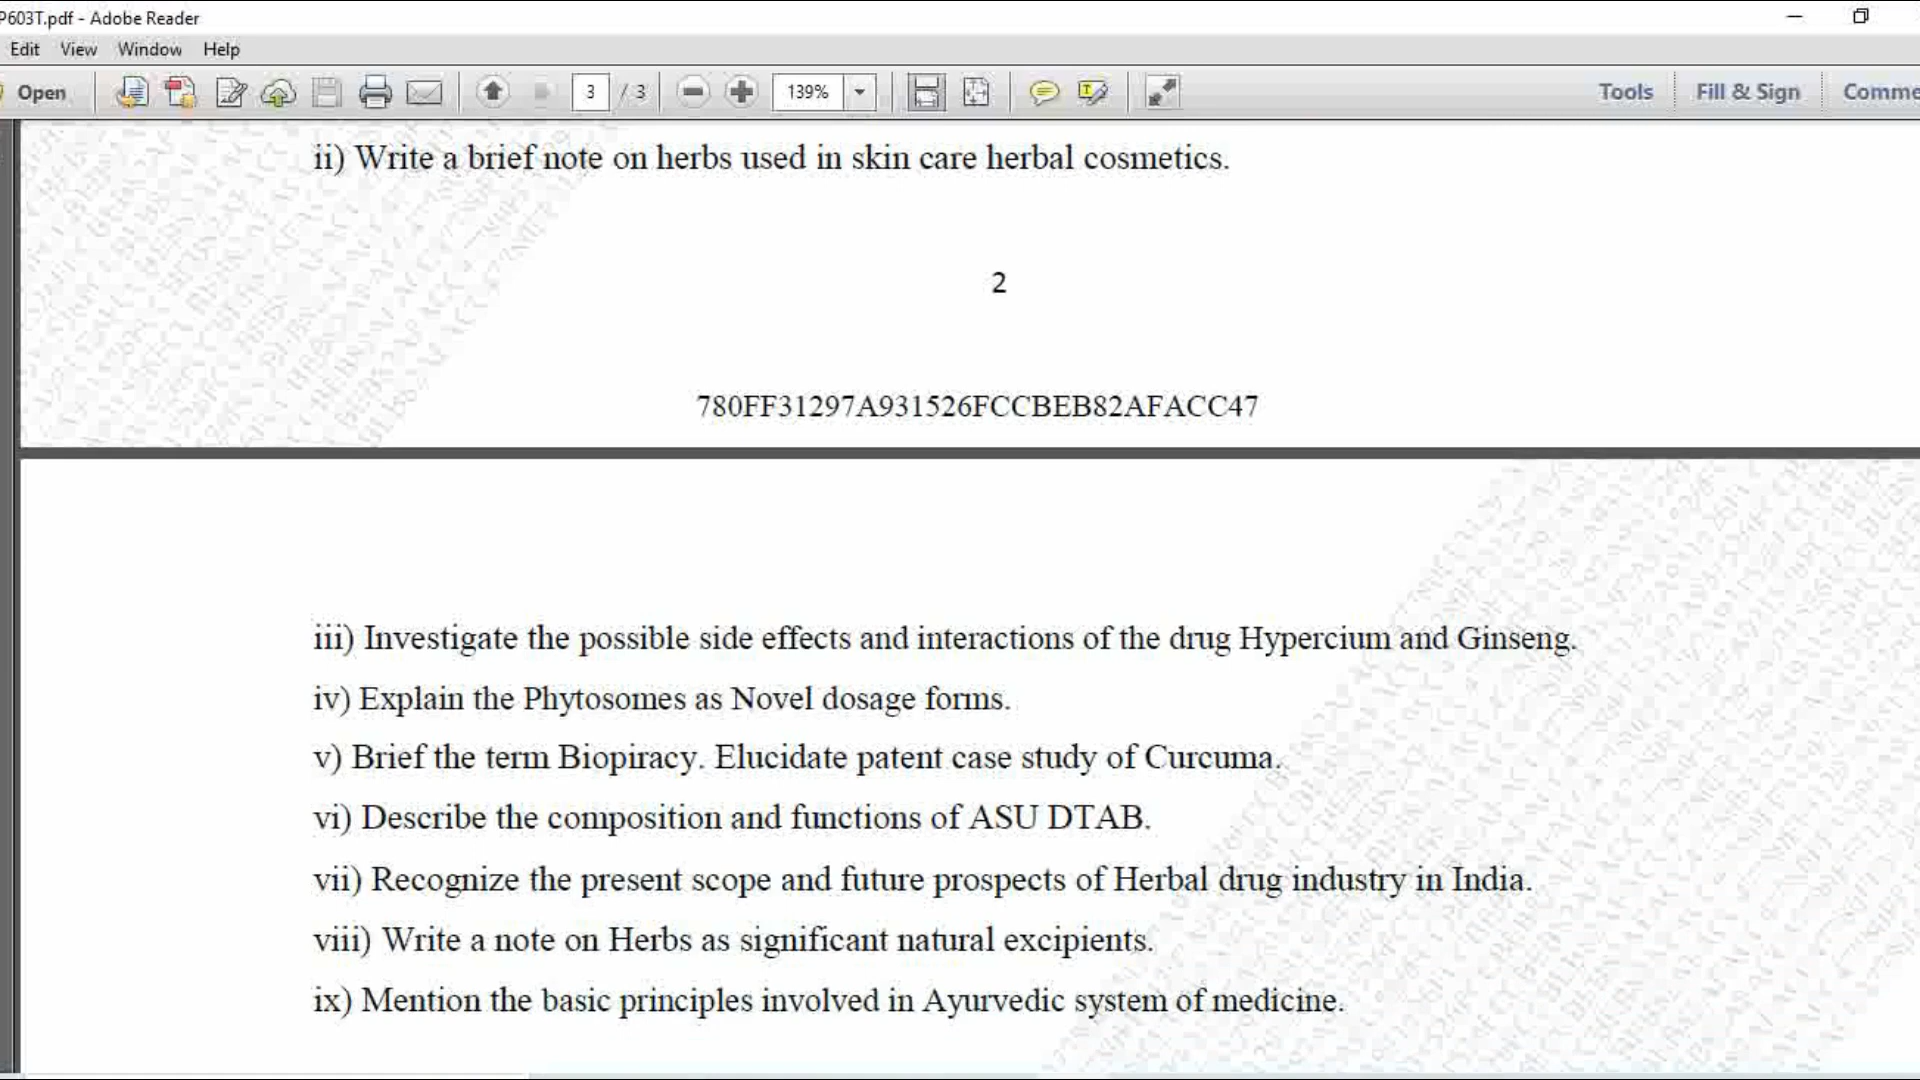 P603T.pdf - Adobe Reader
Edit View Window Help
Open 3 / 3 139% Tools Fill & Sign Comme
ii) Write a brief note on herbs used in skin care herbal cosmetics.
2
780FF31297A931526FCCBEB82AFACC47
iii) Investigate the possible side effects and interactions of the drug Hypercium and Ginseng.
iv) Explain the Phytosomes as Novel dosage forms.
v) Brief the term Biopiracy. Elucidate patent case study of Curcuma.
vi) Describe the composition and functions of ASU DTAB.
vii) Recognize the present scope and future prospects of Herbal drug industry in India.
viii) Write a note on Herbs as significant natural excipients.
ix) Mention the basic principles involved in Ayurvedic system of medicine.